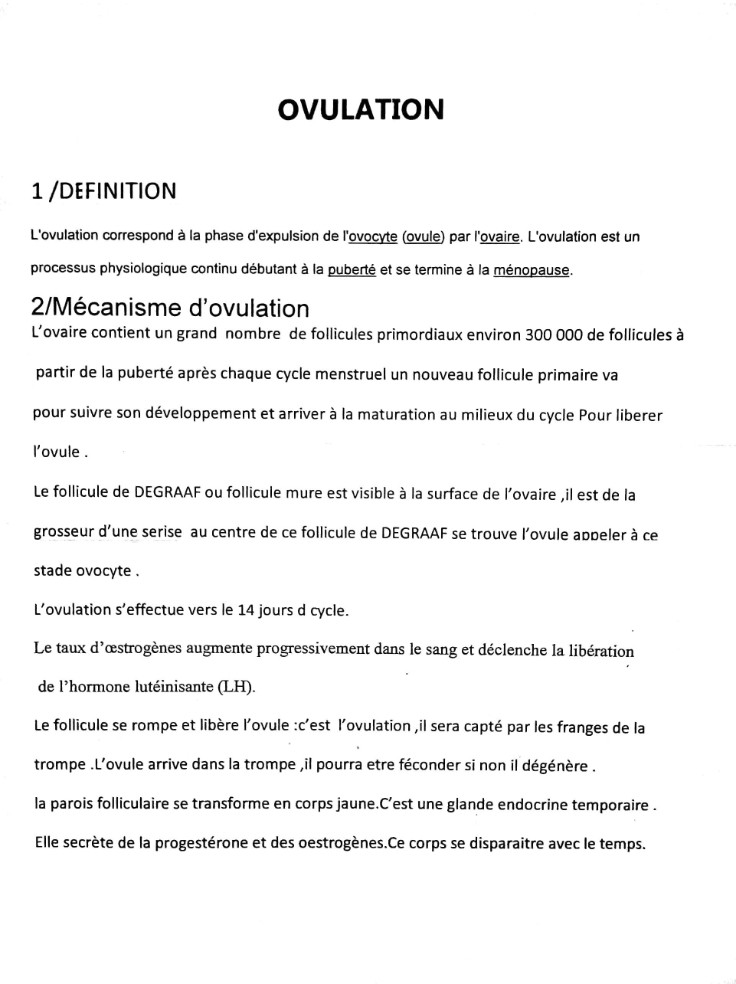 OVULATION
1 /DEFINITION
L'ovulation correspond à la phase d'expulsion de l'ovocyte (ovule) par l'ovaire. L'ovulation est un
processus physiologique continu débutant à la puberté et se termine à la ménopause.
2/Mécanisme d'ovulation
L'ovaire contient un grand nombre de follicules primordiaux environ 300 000 de follicules à
partir de la puberté après chaque cycle menstruel un nouveau follicule primaire va
pour suivre son développement et arriver à la maturation au milieux du cycle Pour liberer
l'ovule .
Le follicule de DEGRAAF ou follicule mure est visible à la surface de l'ovaire ,il est de la
grosseur d'une serise au centre de ce follicule de DEGRAAF se trouve l'ovule appeler à ce
stade ovocyte .
L'ovulation s'effectue vers le 14 jours d cycle.
Le taux d'œstrogènes augmente progressivement dans le sang et déclenche la libération
de l'hormone lutéinisante (LH).
Le follicule se rompe et libère l'ovule :c'est l'ovulation ,il sera capté par les franges de la
trompe .L'ovule arrive dans la trompe ,il pourra etre féconder si non il dégénère .
la parois folliculaire se transforme en corps jaune.C'est une glande endocrine temporaire .
Elle secrète de la progestérone et des oestrogènes.Ce corps se disparaitre avec le temps.